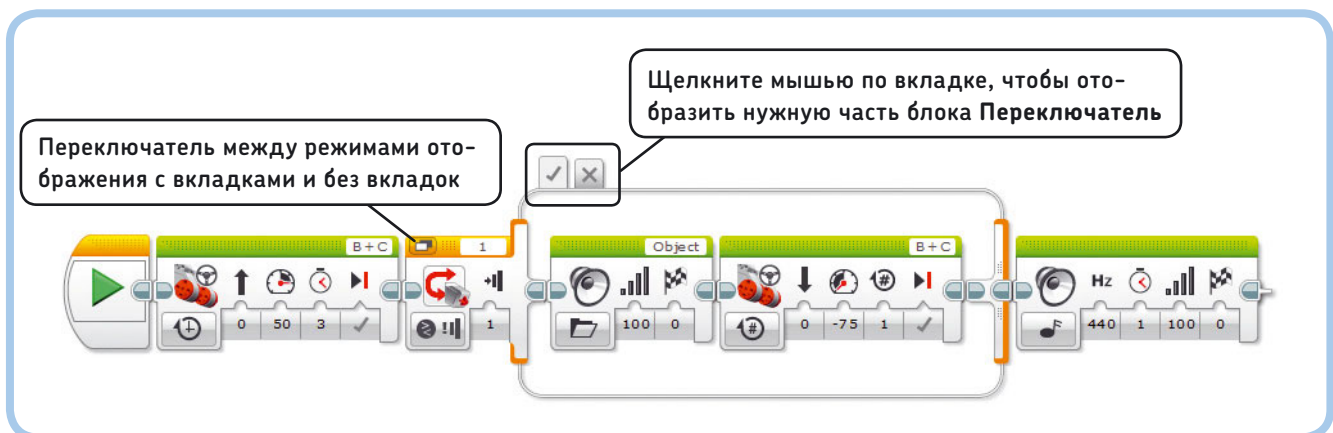 Щелкните мышью по вкладке, чтобы ото-
бразить нужную часть блока Переключатель
Переключатель между режимами ото-
бражения с вкладками и без вкладок
B+C
1
Object
B+C
Hz
0 50 3
1
100 0
0 -75 1
440 1 100 0